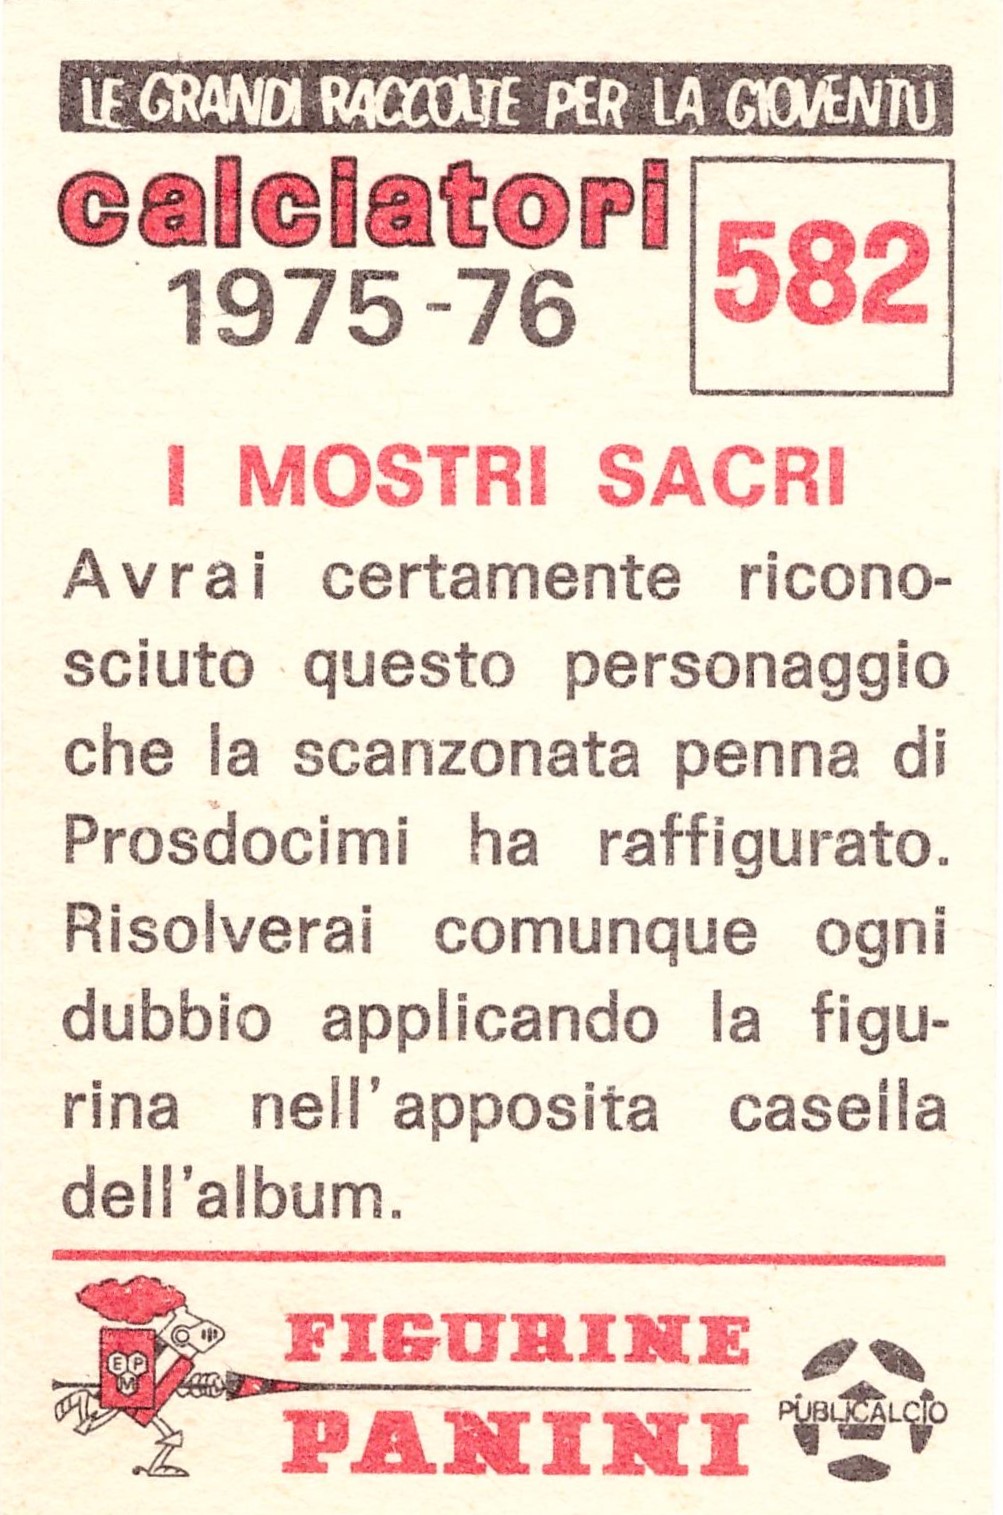 LE GRANDI RACCOLTE PER LA GIOVENTU
calciatori
1975-76
582
I MOSTRI SACRI
Avrai certamente ricono-
sciuto questo personaggio
che la scanzonata penna di
Prosdocimi ha raffigurato.
Risolverai comunque ogni
dubbio applicando la figu-
rina nell'apposita casella
dell'album.
EPM
FIGURINE
PANINI
PUBLICALCIO